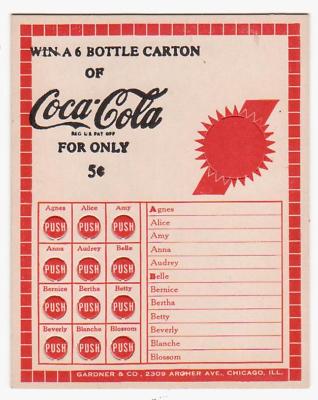 WIN A 6 BOTTLE CARTON
OF
Coca-Cola
REG U S PAT OFF
FOR ONLY
5¢
Agnes Alice Amy
PUSH PUSH PUSH
Anna Audrey Belle
PUSH PUSH PUSH
Bernice Bertha Betty
PUSH PUSH PUSH
Beverly Blanche Blossom
PUSH PUSH PUSH
Agnes
Alice
Amy
Anna
Audrey
Belle
Bernice
Bertha
Betty
Beverly
Blanche
Blossom
GARDNER & CO., 2309 ARCHER AVE., CHICAGO, ILL.